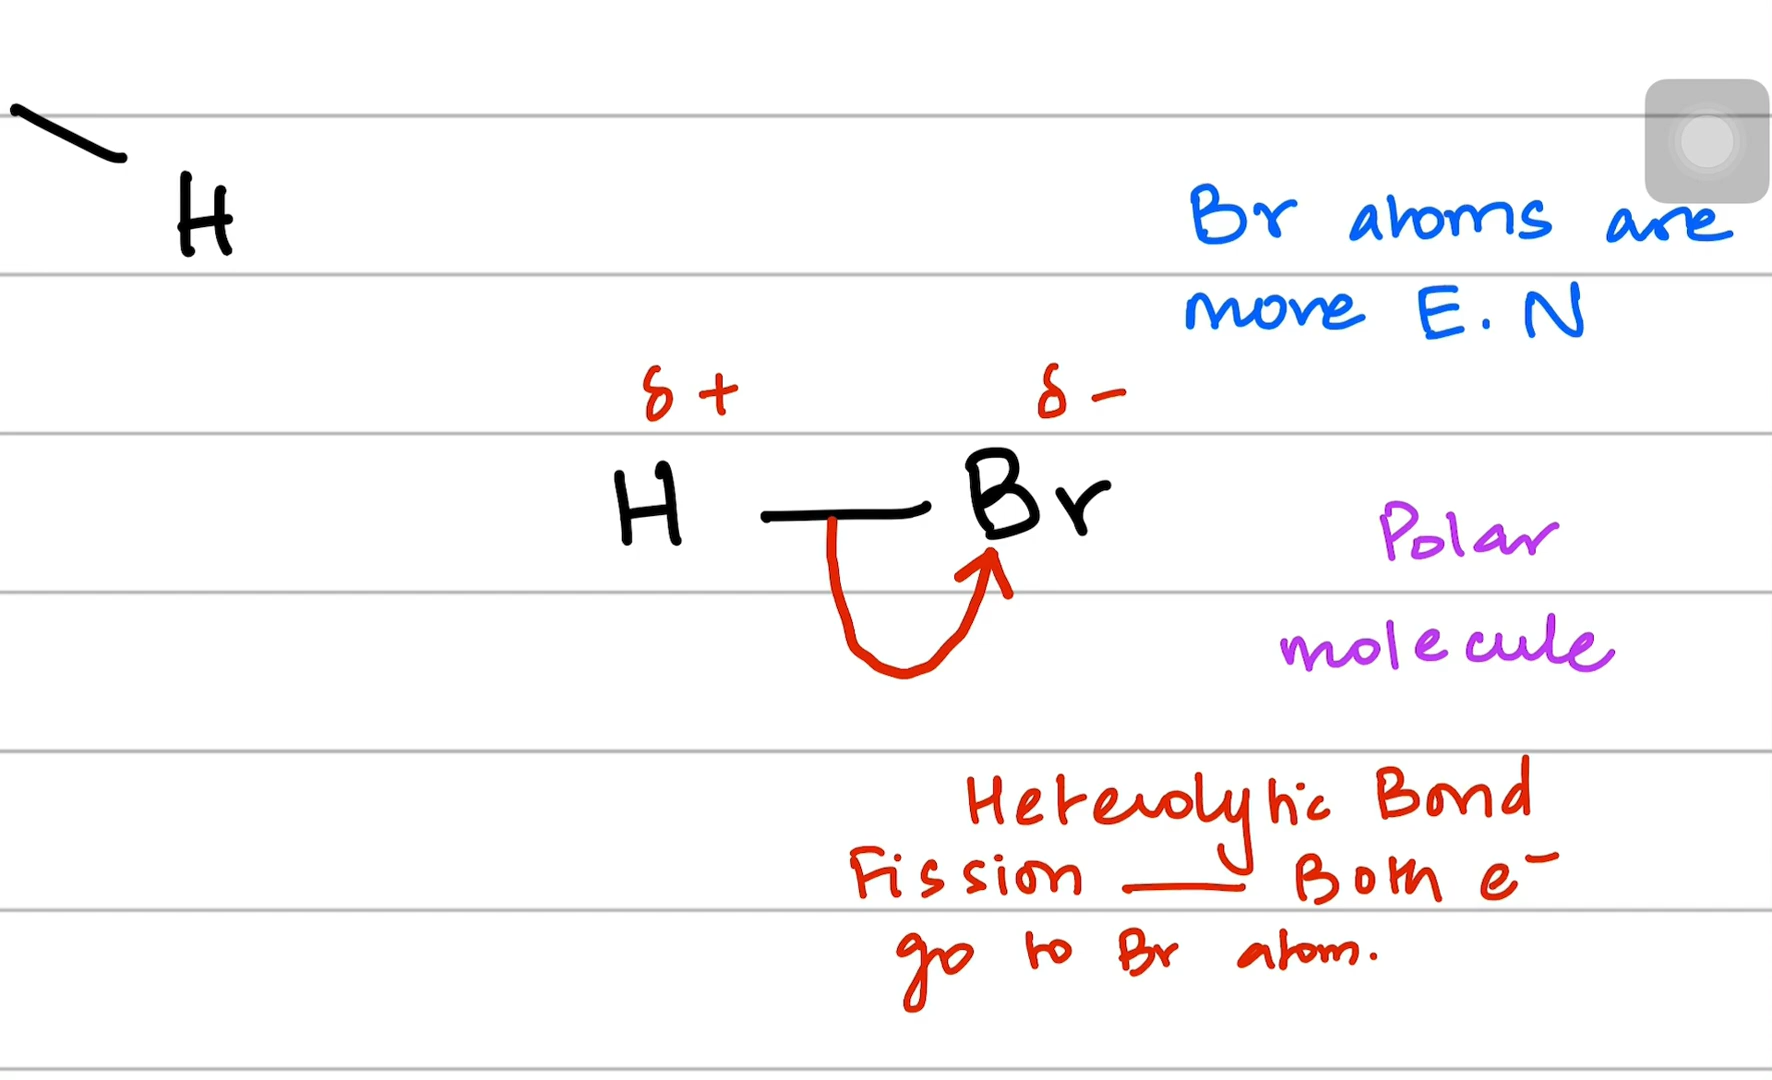 H
Br atoms are
more E.N
δ+ δ-
H — Br
Polar
molecule
Heterolytic Bond
Fission — Both e⁻
go to Br atom.